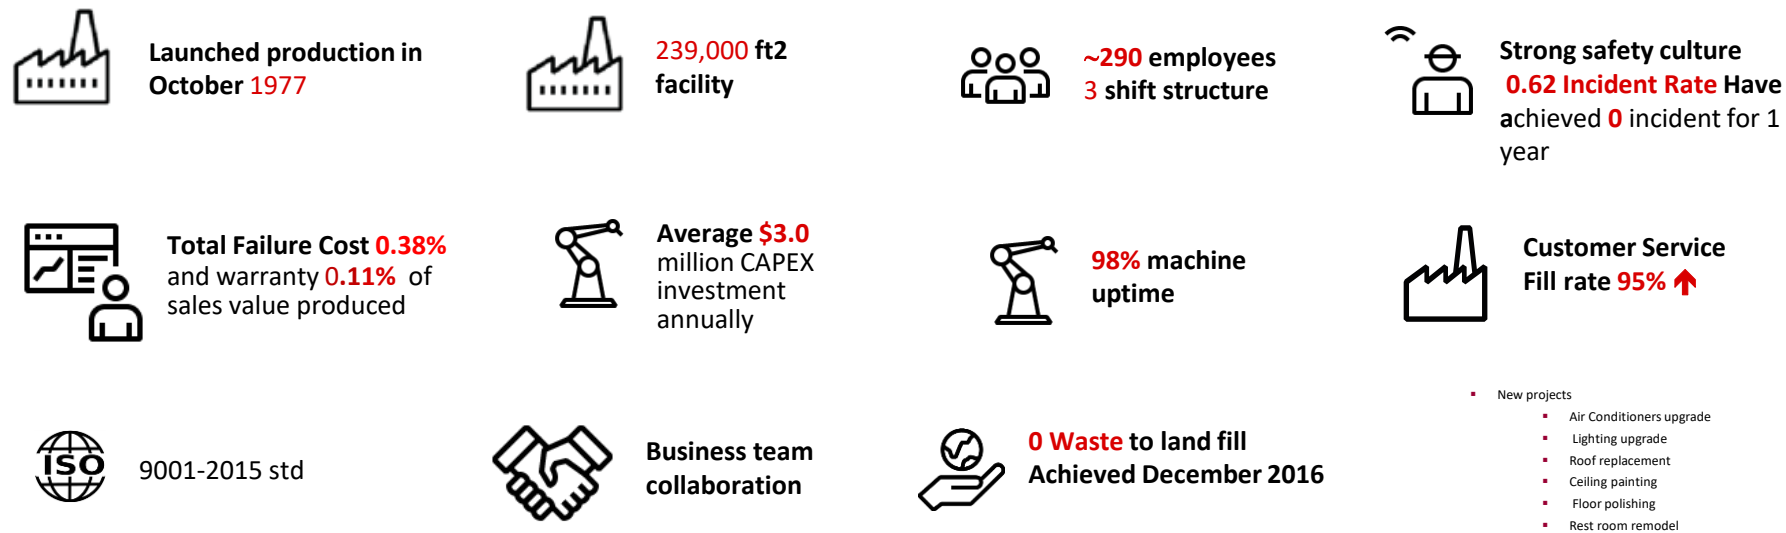 Launched production in
October 1977
239,000 ft2
facility
~290 employees
3 shift structure
Strong safety culture
0.62 Incident Rate Have
achieved 0 incident for 1
year
Total Failure Cost 0.38%
and warranty 0.11% of
sales value produced
Average $3.0
million CAPEX
investment
annually
98% machine
uptime
Customer Service
Fill rate 95%
ISO
9001-2015 std
Business team
collaboration
0 Waste to land fill
Achieved December 2016
New projects
Air Conditioners upgrade
Lighting upgrade
Roof replacement
Ceiling painting
Floor polishing
Rest room remodel